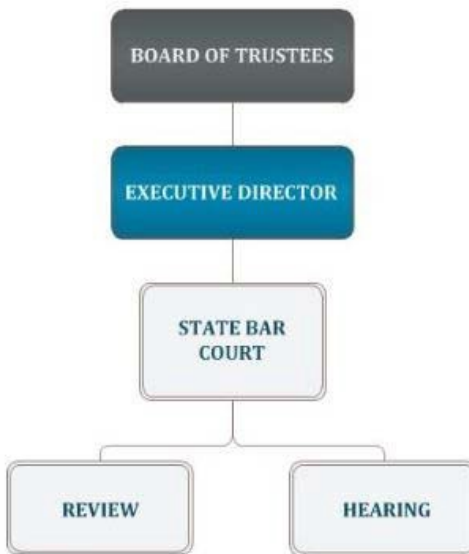 BOARD OF TRUSTEES
EXECUTIVE DIRECTOR
STATE BAR
COURT
REVIEW
HEARING